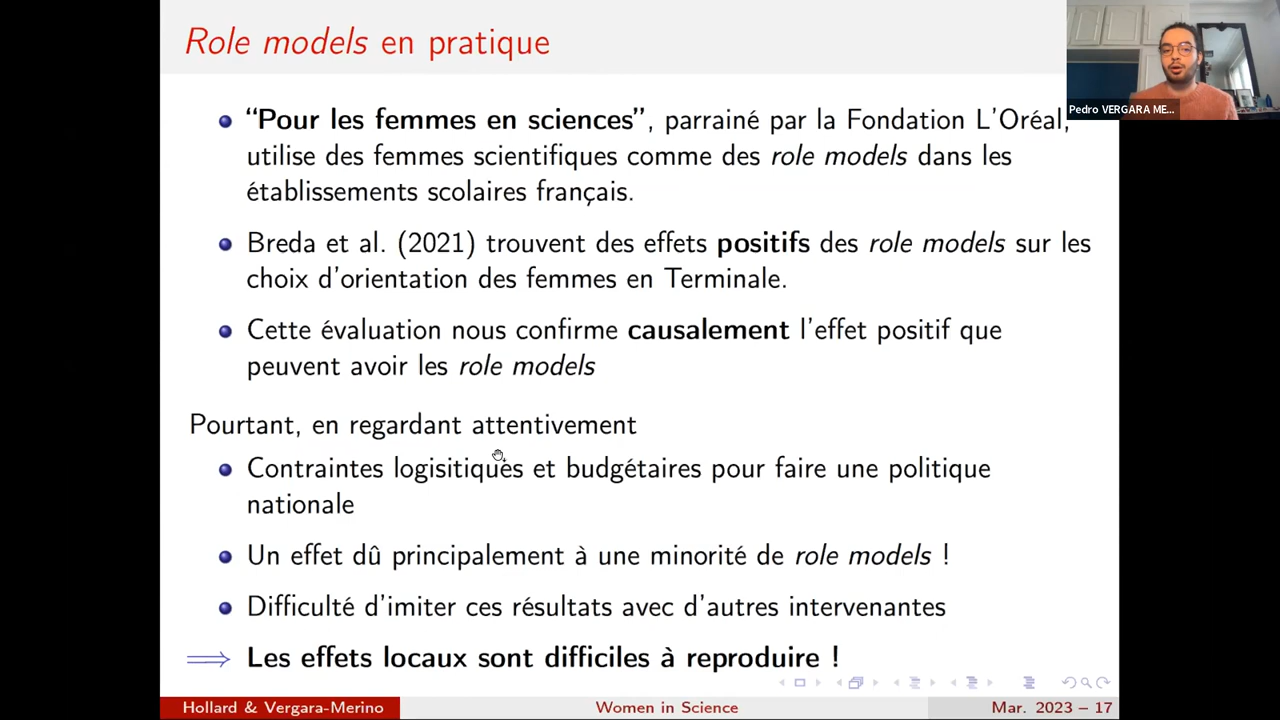 Role models en pratique
Pedro VERGARA ME...
“Pour les femmes en sciences”, parrainé par la Fondation L'Oréal,
utilise des femmes scientifiques comme des role models dans les
établissements scolaires français.
Breda et al. (2021) trouvent des effets positifs des role models sur les
choix d'orientation des femmes en Terminale.
Cette évaluation nous confirme causalement l'effet positif que
peuvent avoir les role models
Pourtant, en regardant attentivement
Contraintes logisitiques et budgétaires pour faire une politique
nationale
Un effet dû principalement à une minorité de role models !
Difficulté d'imiter ces résultats avec d'autres intervenantes
⟹ Les effets locaux sont difficiles à reproduire !
Hollard & Vergara-Merino
Women in Science
Mar. 2023 – 17